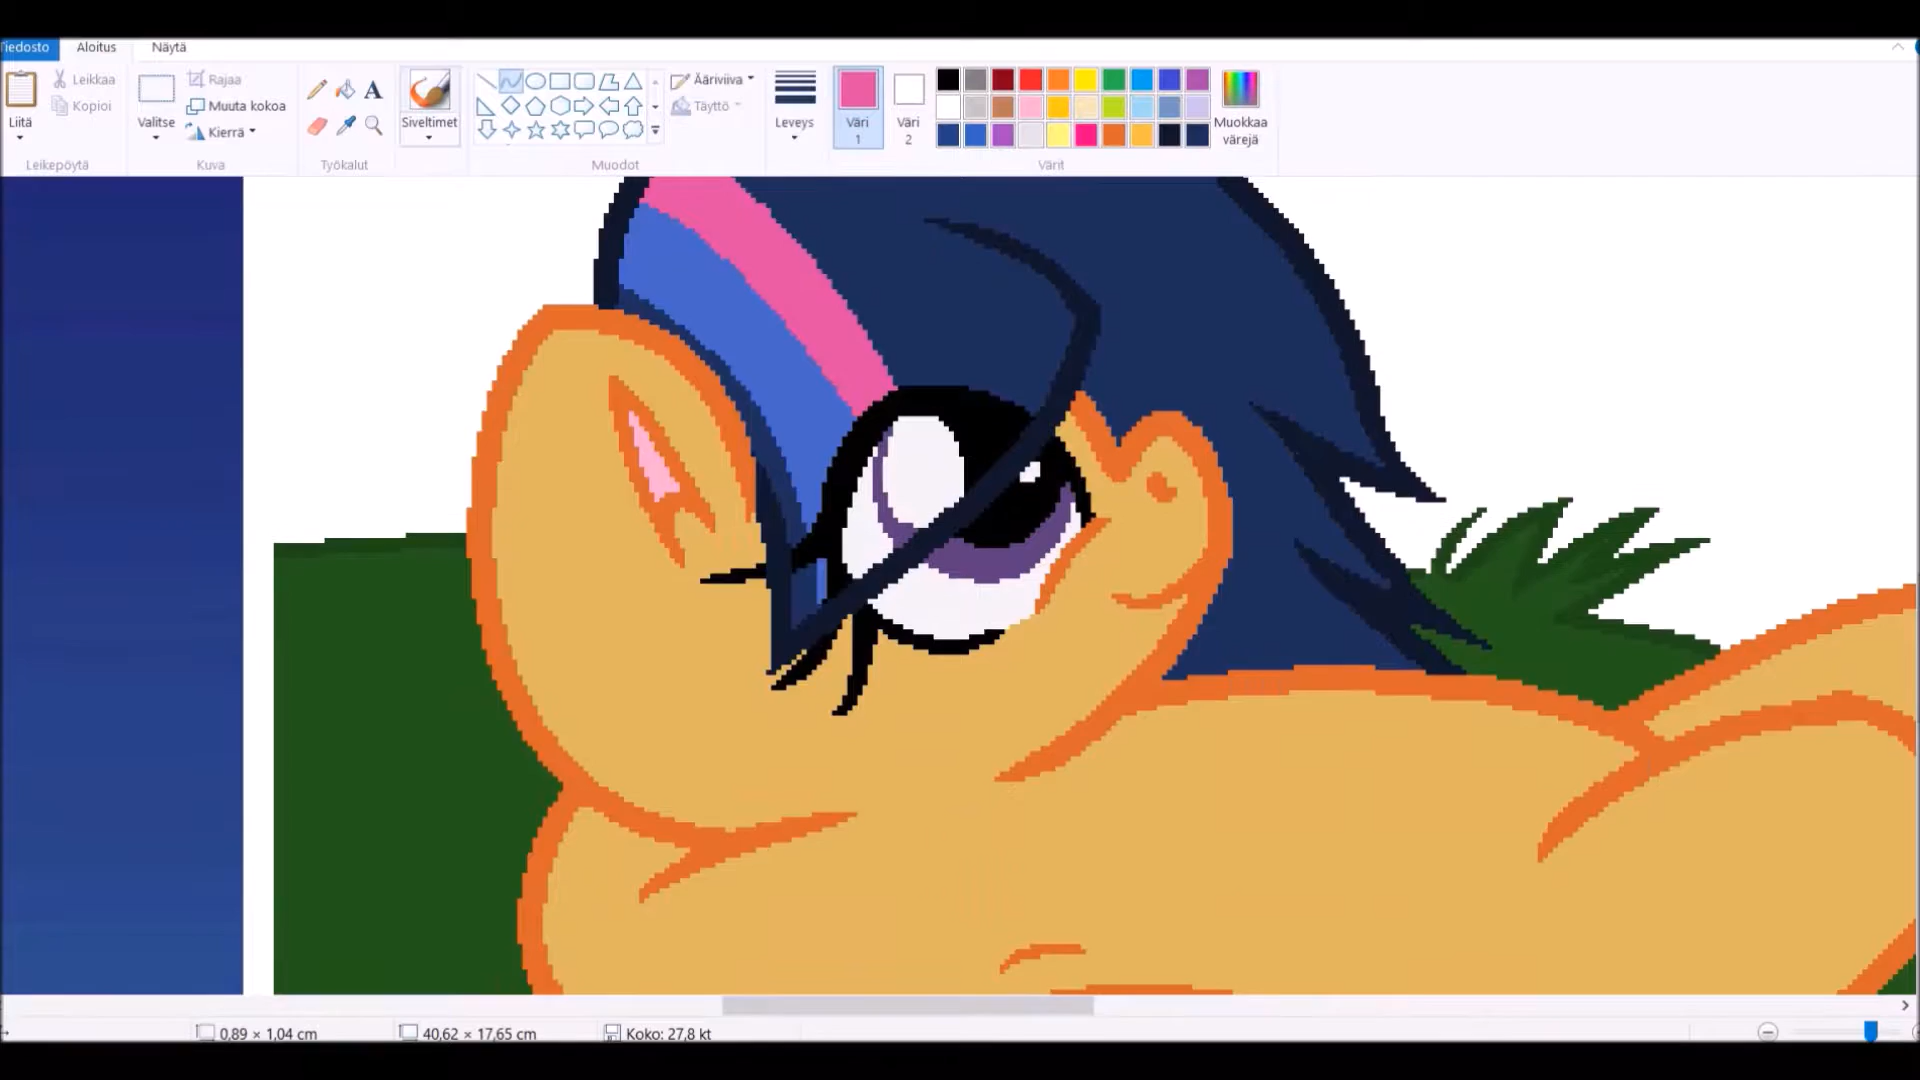 Tiedosto Aloitus Näytä
Liitä
Leikkaa
Kopioi
Leikepöytä
Valitse
Rajaa
Muuta kokoa
Kierrä
Kuva
A
Työkalut
Siveltimet
Muodot
Ääriviiva
Täyttö
Leveys
Väri
1
Väri
2
Värit
Muokkaa
värejä
0,89 × 1,04 cm 40,62 × 17,65 cm Koko: 27,8 kt